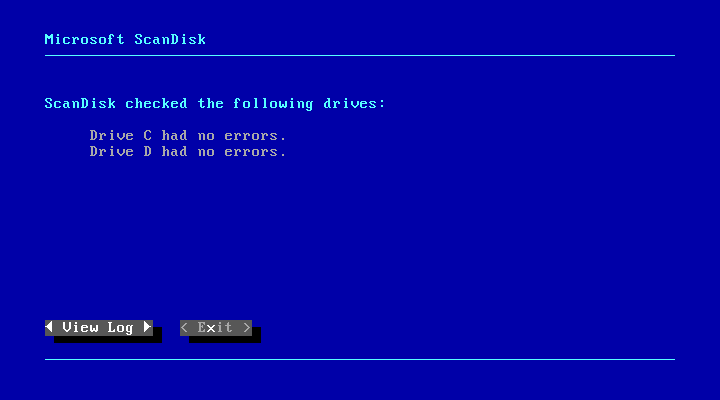 Microsoft ScanDisk
ScanDisk checked the following drives:
Drive C had no errors.
Drive D had no errors.
◄ View Log ► < Exit >